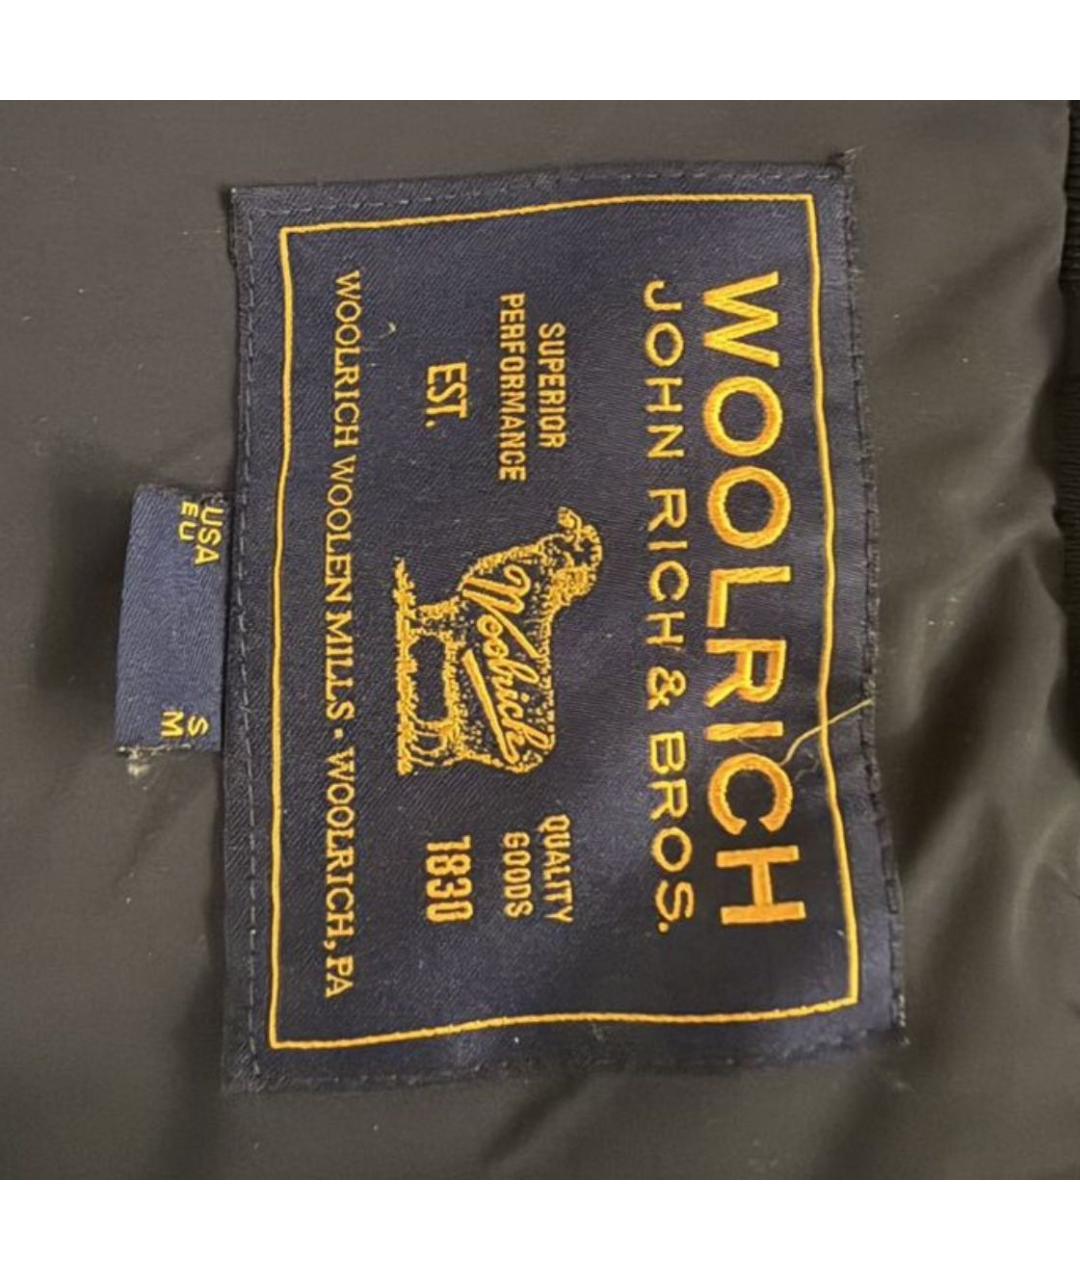 WOOLRICH
JOHN RICH & BROS.
SUPERIOR
PERFORMANCE
EST.
Woolrich
QUALITY
GOODS
1830
WOOLRICH WOOLEN MILLS • WOOLRICH, PA
USA S
EU M